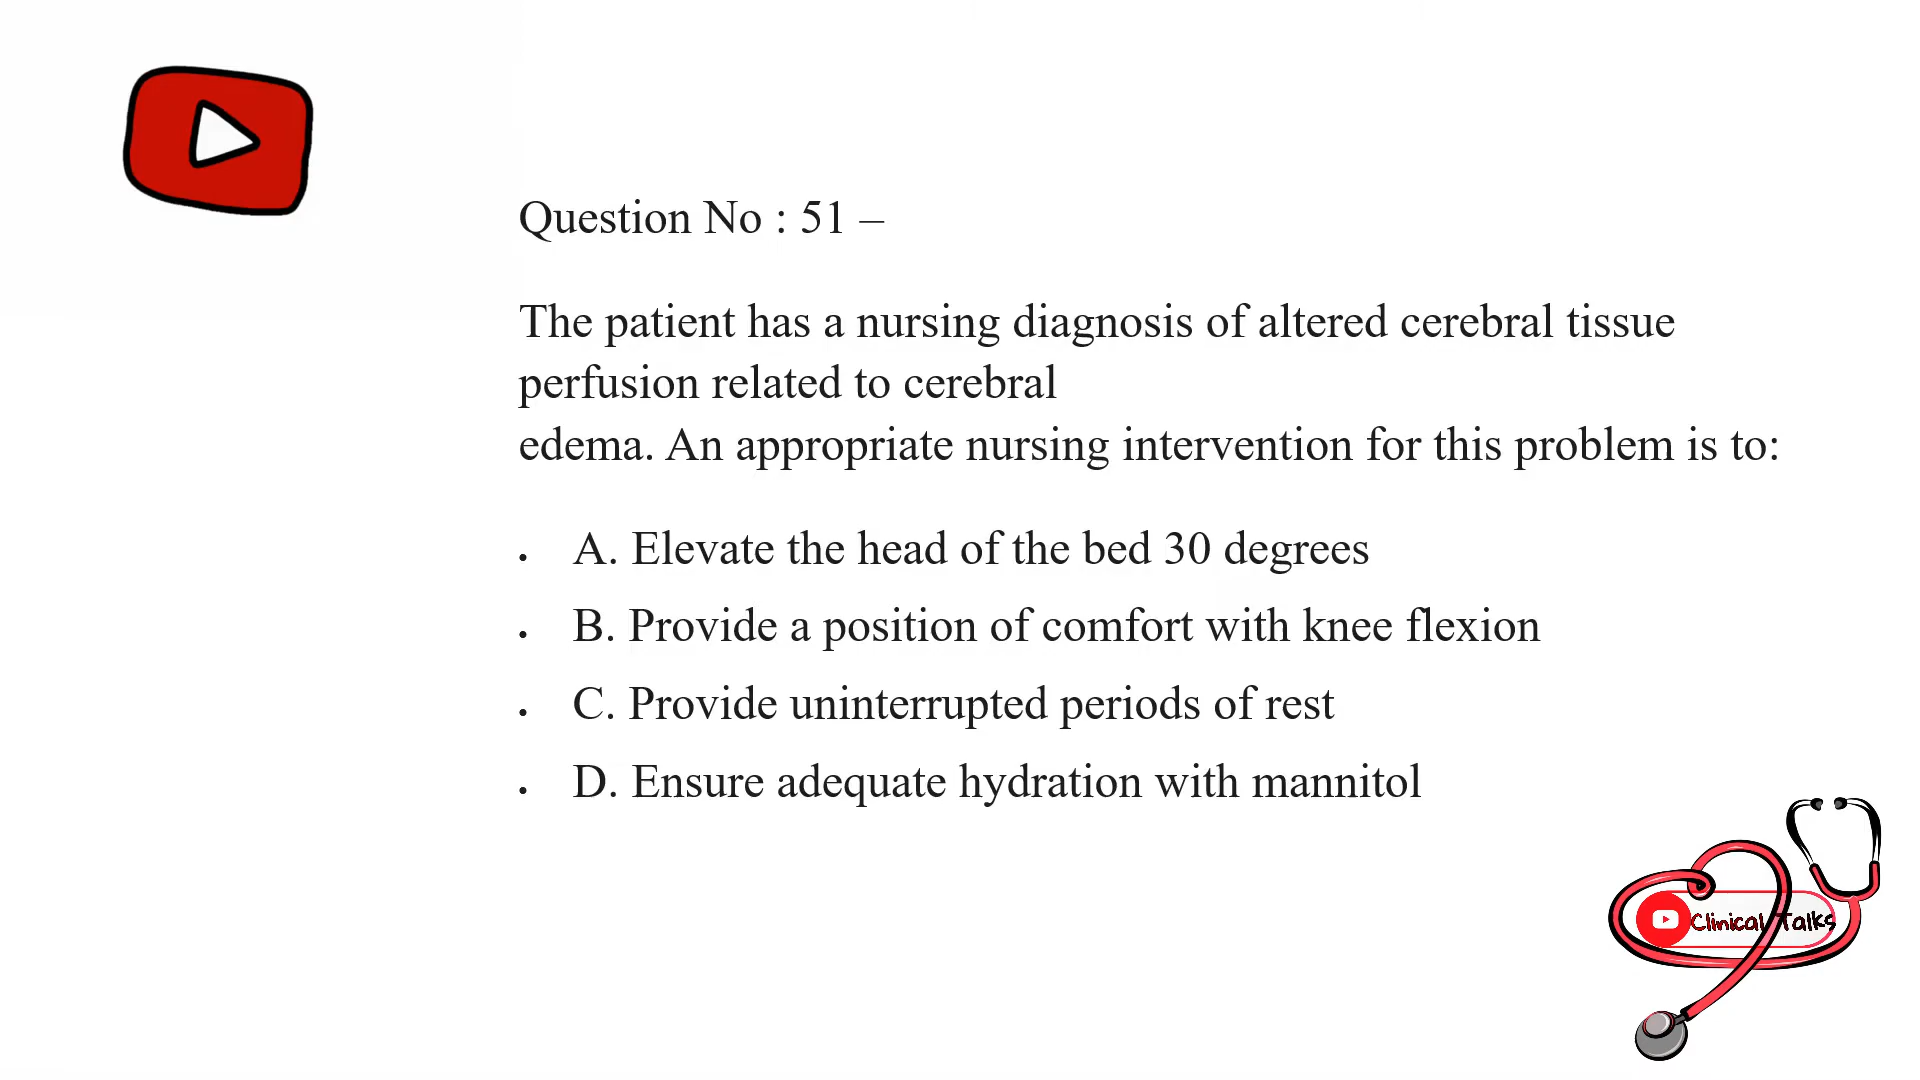 Question No : 51 –
The patient has a nursing diagnosis of altered cerebral tissue
perfusion related to cerebral
edema. An appropriate nursing intervention for this problem is to:
• A. Elevate the head of the bed 30 degrees
• B. Provide a position of comfort with knee flexion
• C. Provide uninterrupted periods of rest
• D. Ensure adequate hydration with mannitol
Clinical Talks